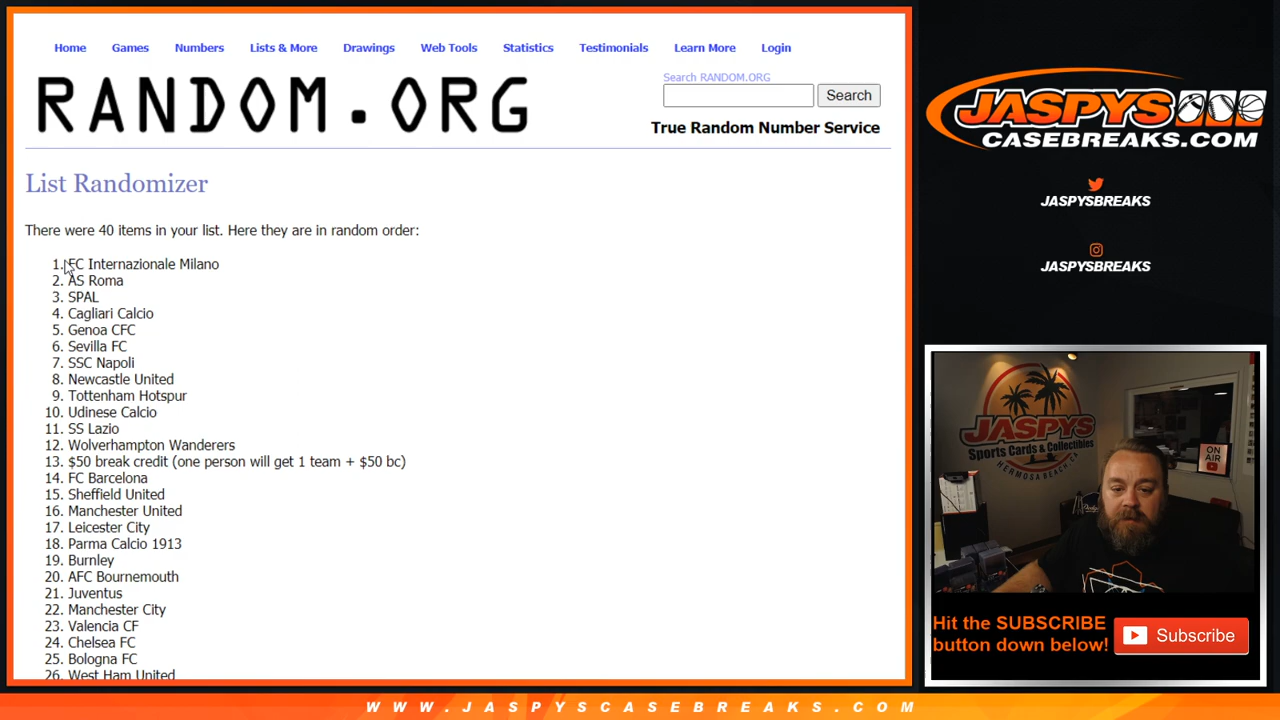 Home Games Numbers Lists & More Drawings Web Tools Statistics Testimonials Learn More Login
RANDOM.ORG
Search RANDOM.ORG
Search
True Random Number Service
List Randomizer
There were 40 items in your list. Here they are in random order:
1. FC Internazionale Milano
2. AS Roma
3. SPAL
4. Cagliari Calcio
5. Genoa CFC
6. Sevilla FC
7. SSC Napoli
8. Newcastle United
9. Tottenham Hotspur
10. Udinese Calcio
11. SS Lazio
12. Wolverhampton Wanderers
13. $50 break credit (one person will get 1 team + $50 bc)
14. FC Barcelona
15. Sheffield United
16. Manchester United
17. Leicester City
18. Parma Calcio 1913
19. Burnley
20. AFC Bournemouth
21. Juventus
22. Manchester City
23. Valencia CF
24. Chelsea FC
25. Bologna FC
26. West Ham United
JASPYS
CASEBREAKS.COM
JASPYSBREAKS
JASPYSBREAKS
JASPYS
Sports Cards & Collectibles
HERMOSA BEACH, CA
ON
AIR
Hit the SUBSCRIBE
button down below!
Subscribe
WWW.JASPYSCASEBREAKS.COM